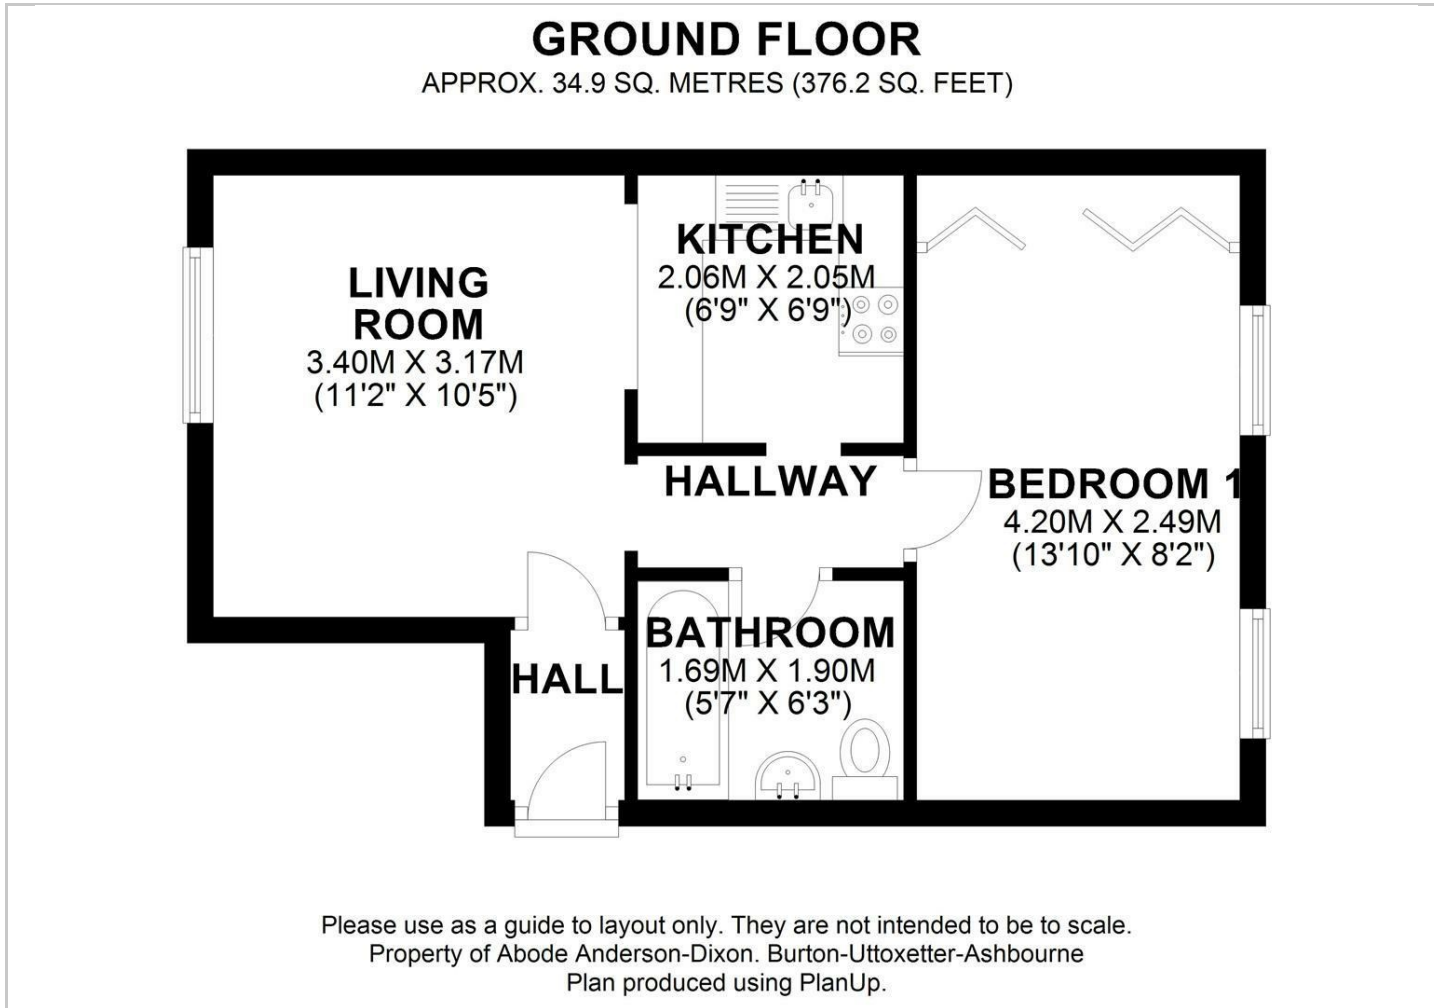 GROUND FLOOR
APPROX. 34.9 SQ. METRES (376.2 SQ. FEET)
LIVING
ROOM
3.40M X 3.17M
(11'2" X 10'5")
KITCHEN
2.06M X 2.05M
(6'9" X 6'9")
HALLWAY
BEDROOM 1
4.20M X 2.49M
(13'10" X 8'2")
BATHROOM
1.69M X 1.90M
(5'7" X 6'3")
HALL
Please use as a guide to layout only. They are not intended to be to scale.
Property of Abode Anderson-Dixon. Burton-Uttoxetter-Ashbourne
Plan produced using PlanUp.